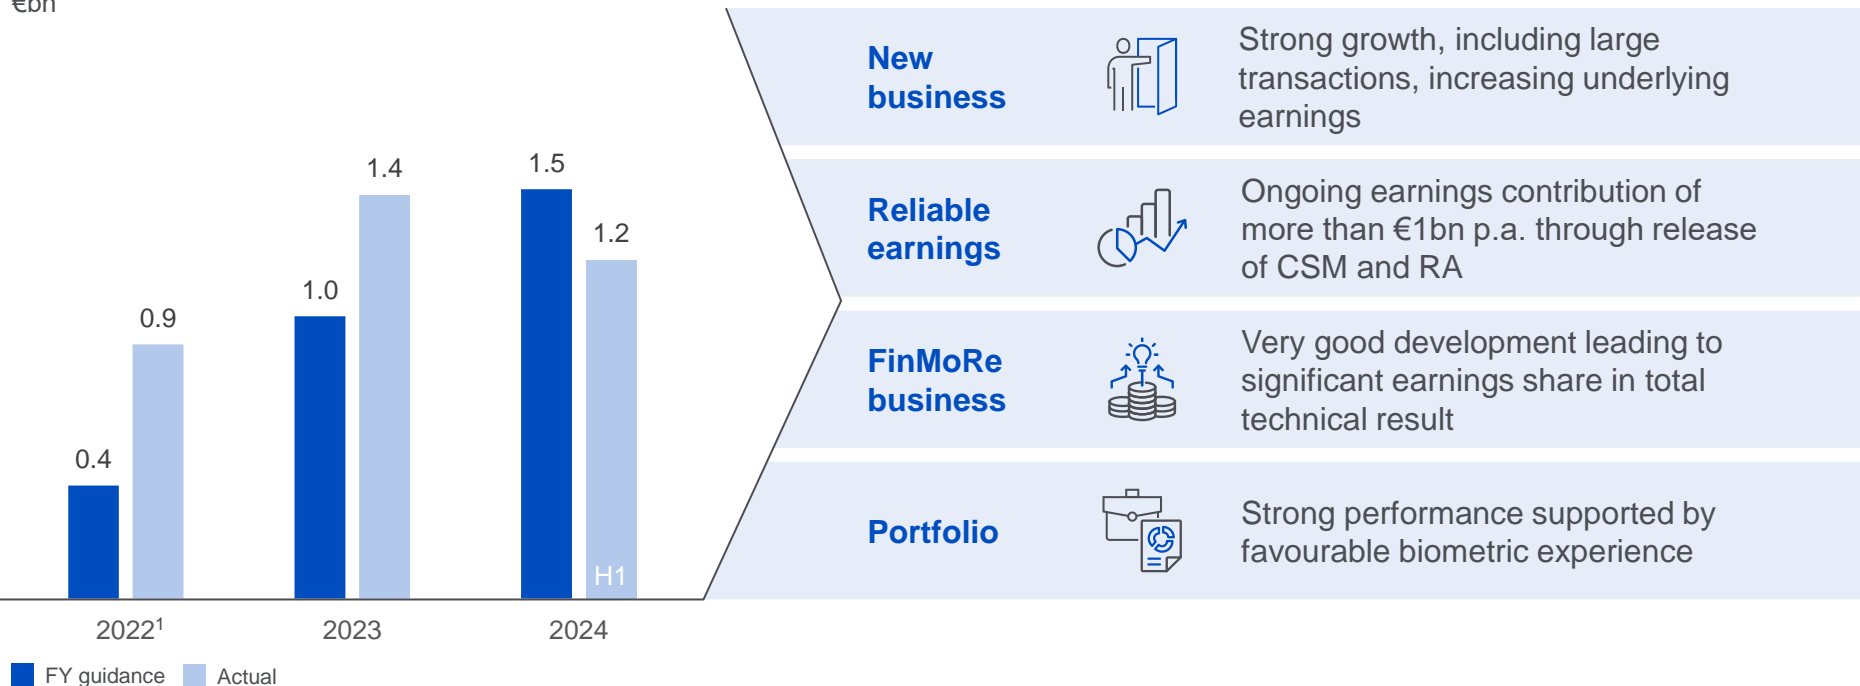 €bn
0.4
0.9
1.0
1.4
1.5
1.2
H1
2022¹
2023
2024
FY guidance
Actual
New
business
Strong growth, including large
transactions, increasing underlying
earnings
Reliable
earnings
Ongoing earnings contribution of
more than €1bn p.a. through release
of CSM and RA
FinMoRe
business
Very good development leading to
significant earnings share in total
technical result
Portfolio
Strong performance supported by
favourable biometric experience